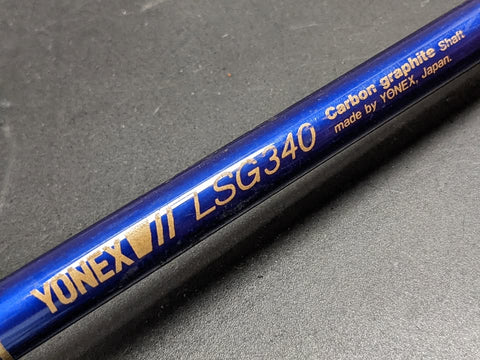 YONEX LSG340
Carbon graphite Shaft
made by YONEX, Japan.